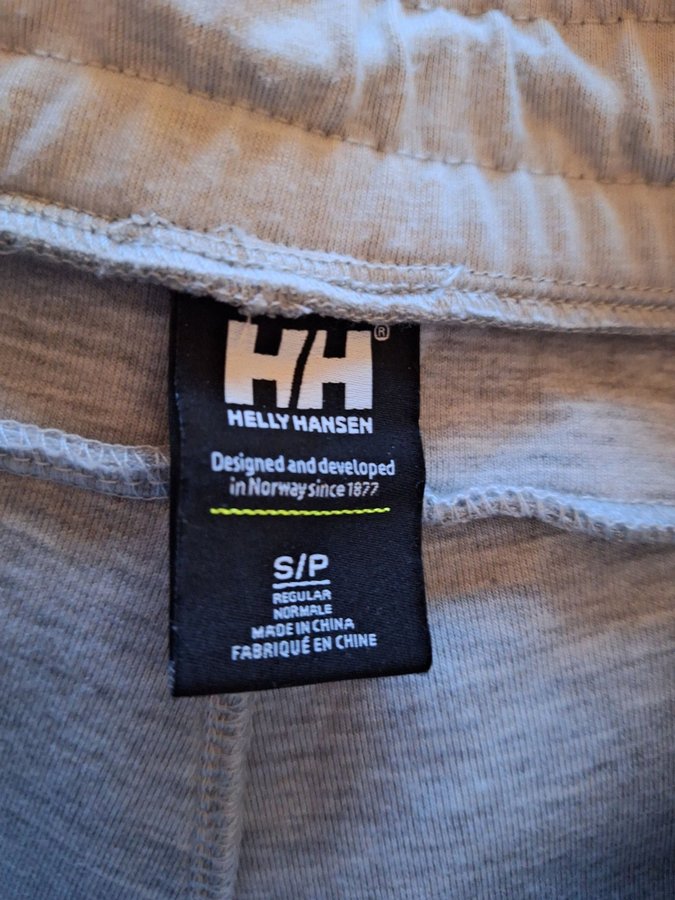 HH®
HELLY HANSEN
Designed and developed
in Norway since 1877
S/P
REGULAR
NORMALE
MADE IN CHINA
FABRIQUÉ EN CHINE